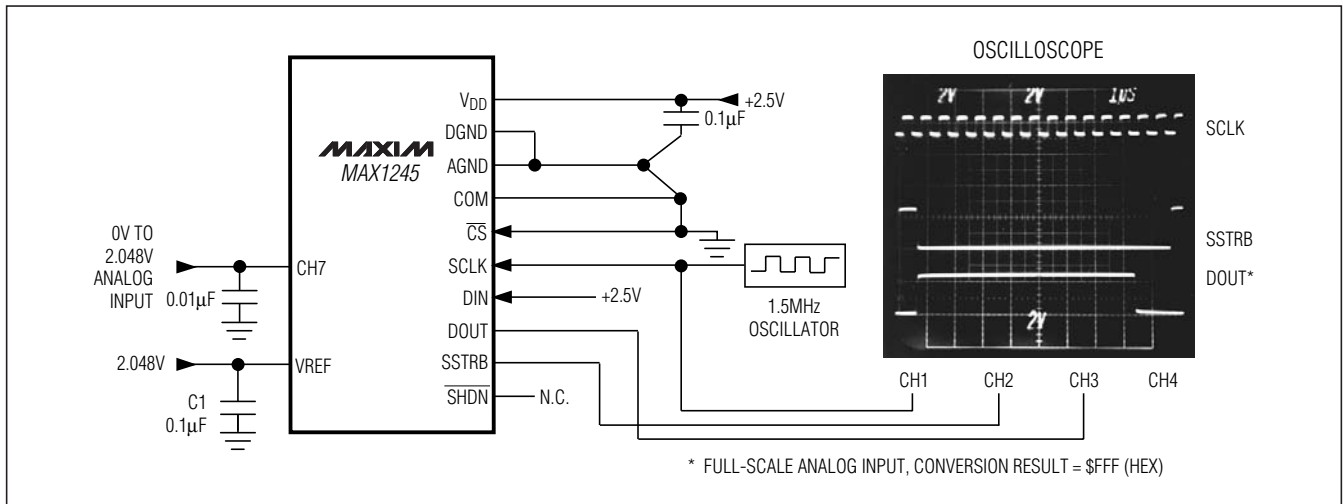 OSCILLOSCOPE
MAXIM
MAX1245
VDD
DGND
AGND
COM
CS
SCLK
DIN
DOUT
SSTRB
SHDN
CH7
VREF
0V TO
2.048V
ANALOG
INPUT
0.01µF
2.048V
C1
0.1µF
+2.5V
0.1µF
+2.5V
1.5MHz
OSCILLATOR
N.C.
2V 2V 1µS
2V
SCLK
SSTRB
DOUT*
CH1 CH2 CH3 CH4
* FULL-SCALE ANALOG INPUT, CONVERSION RESULT = $FFF (HEX)